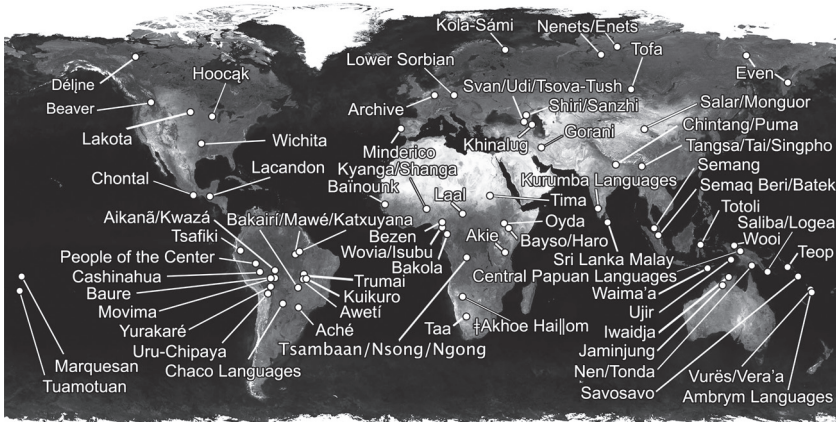 Kola-Sámi
Nenets/Enets
Tofa
Lower Sorbian
Hoocąk
Délįne
Even
Svan/Udi/Tsova-Tush
Shiri/Sanzhi
Beaver
Archive
Salar/Monguor
Gorani
Lakota
Khinalug
Chintang/Puma
Wichita
Minderico
Tangsa/Tai/Singpho
Kyanga/Shanga
Semang
Lacandon
Chontal
Baïnounk
Kurumba Languages
Semaq Beri/Batek
Laal
Tima
Totoli
Aikanã/Kwazá
Bakairí/Mawé/Katxuyana
Oyda
Saliba/Logea
Tsafiki
Bezen
Akie
Bayso/Haro
Wooi
Wovia/Isubu
Teop
People of the Center
Bakola
Sri Lanka Malay
Cashinahua
Trumai
Central Papuan Languages
Baure
Kuikuro
Waima'a
Movima
Awetí
Ujir
Yurakaré
Aché
Taa
ǂAkhoe Haiǁom
Iwaidja
Uru-Chipaya
Tsambaan/Nsong/Ngong
Jaminjung
Marquesan
Chaco Languages
Nen/Tonda
Vurës/Vera'a
Tuamotuan
Savosavo
Ambrym Languages